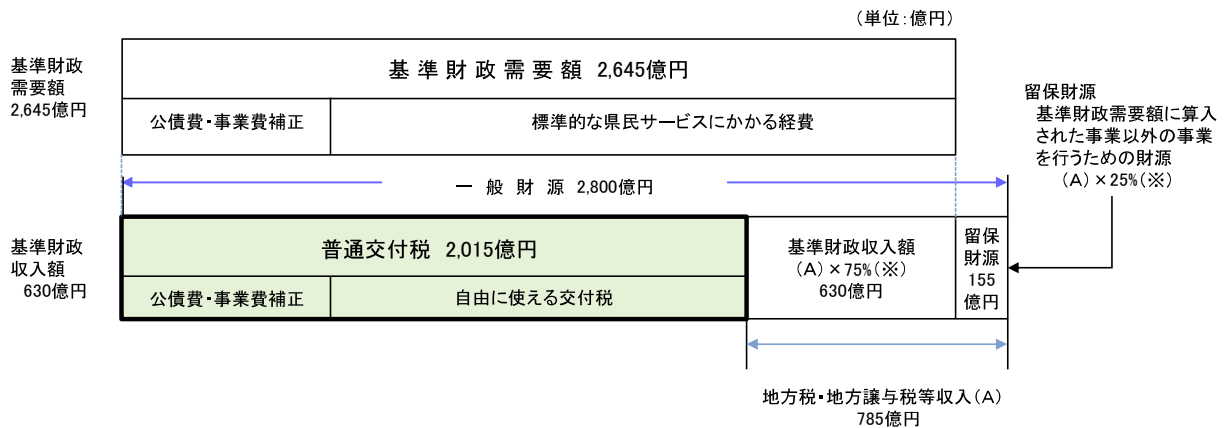 (単位：億円)
基準財政
需要額
2,645億円
基 準 財 政 需 要 額 2,645億円
公債費・事業費補正
標準的な県民サービスにかかる経費
留保財源
基準財政需要額に算入
された事業以外の事業
を行うための財源
(A)×25%(※)
一 般 財 源 2,800億円
基準財政
収入額
630億円
普通交付税 2,015億円
公債費・事業費補正
自由に使える交付税
基準財政収入額
(A)×75%(※)
630億円
留保
財源
155
億円
地方税・地方譲与税等収入(A)
785億円